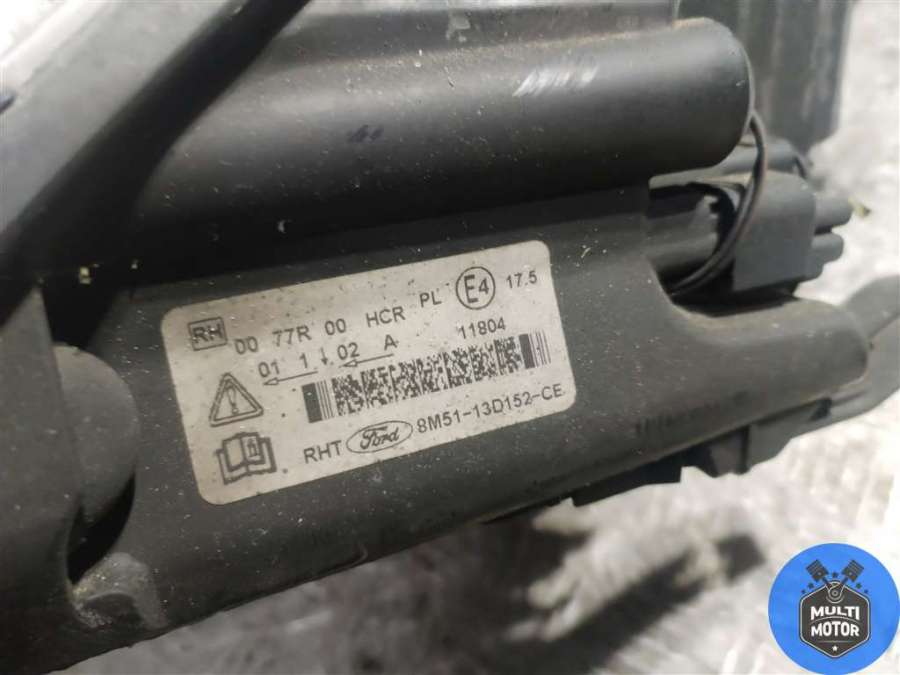 RH 00 77R 00 HCR PL E4 17.5
01 1 ↓ 02 ← A 11804
RHT Ford 8M51-13D152-CE
MULTI
MOTOR